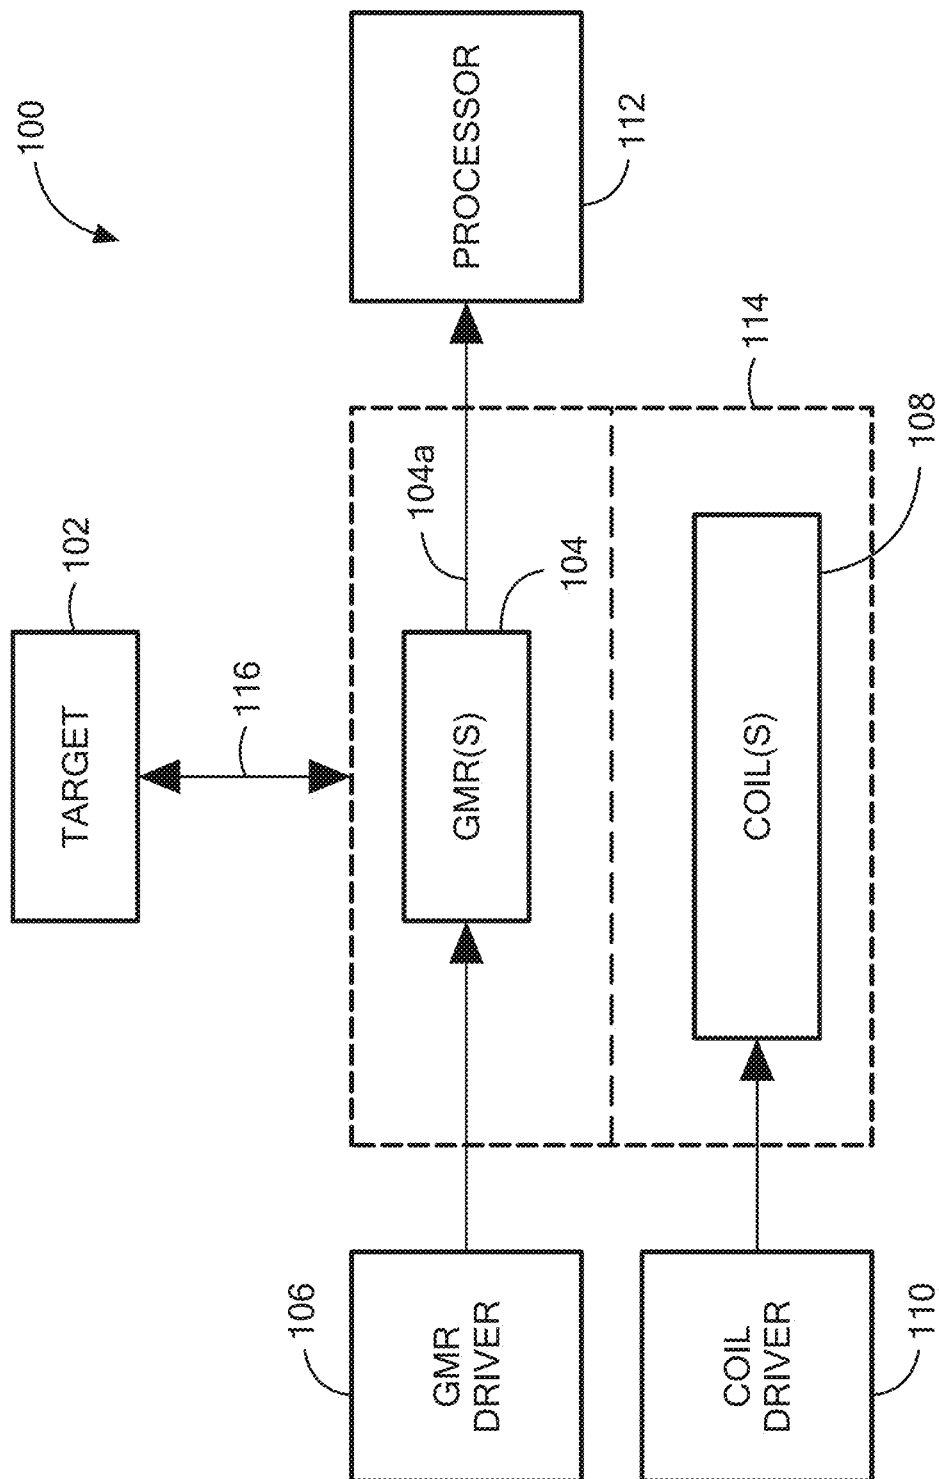 100
TARGET
102
116
GMR
DRIVER
106
GMR(S)
104
104a
PROCESSOR
112
COIL
DRIVER
110
COIL(S)
108
114